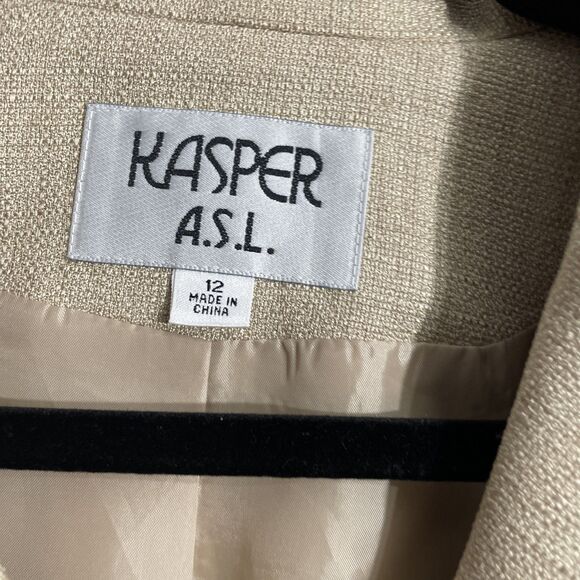 KASPER
A.S.L.
12
MADE IN
CHINA